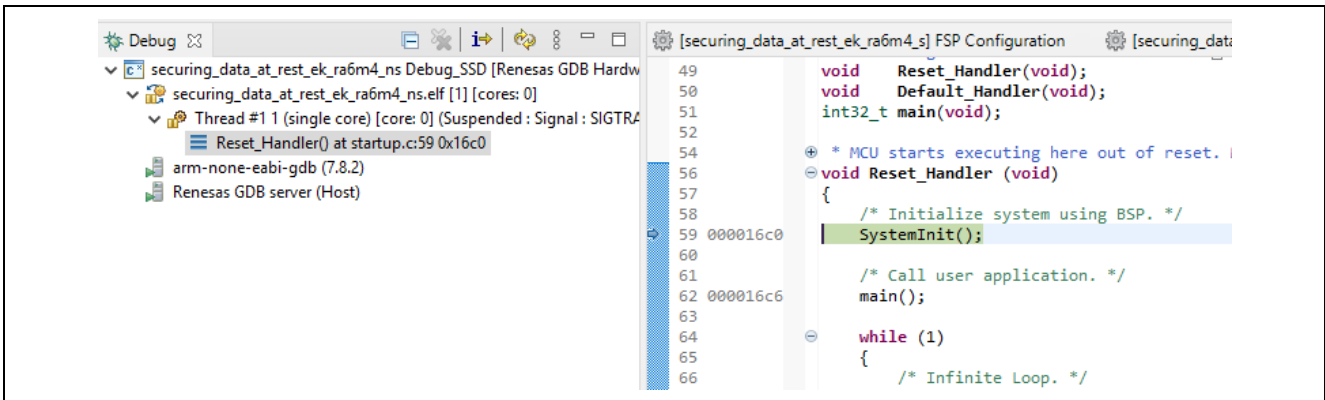 Debug
securing_data_at_rest_ek_ra6m4_ns Debug_SSD [Renesas GDB Hardw
securing_data_at_rest_ek_ra6m4_ns.elf [1] [cores: 0]
Thread #1 1 (single core) [core: 0] (Suspended : Signal : SIGTRA
Reset_Handler() at startup.c:59 0x16c0
arm-none-eabi-gdb (7.8.2)
Renesas GDB server (Host)
[securing_data_at_rest_ek_ra6m4_s] FSP Configuration
[securing_data
49 void Reset_Handler(void);
50 void Default_Handler(void);
51 int32_t main(void);
52
54 * MCU starts executing here out of reset.
56 void Reset_Handler (void)
57 {
58 /* Initialize system using BSP. */
59 000016c0 SystemInit();
60
61 /* Call user application. */
62 000016c6 main();
63
64 while (1)
65 {
66 /* Infinite Loop. */